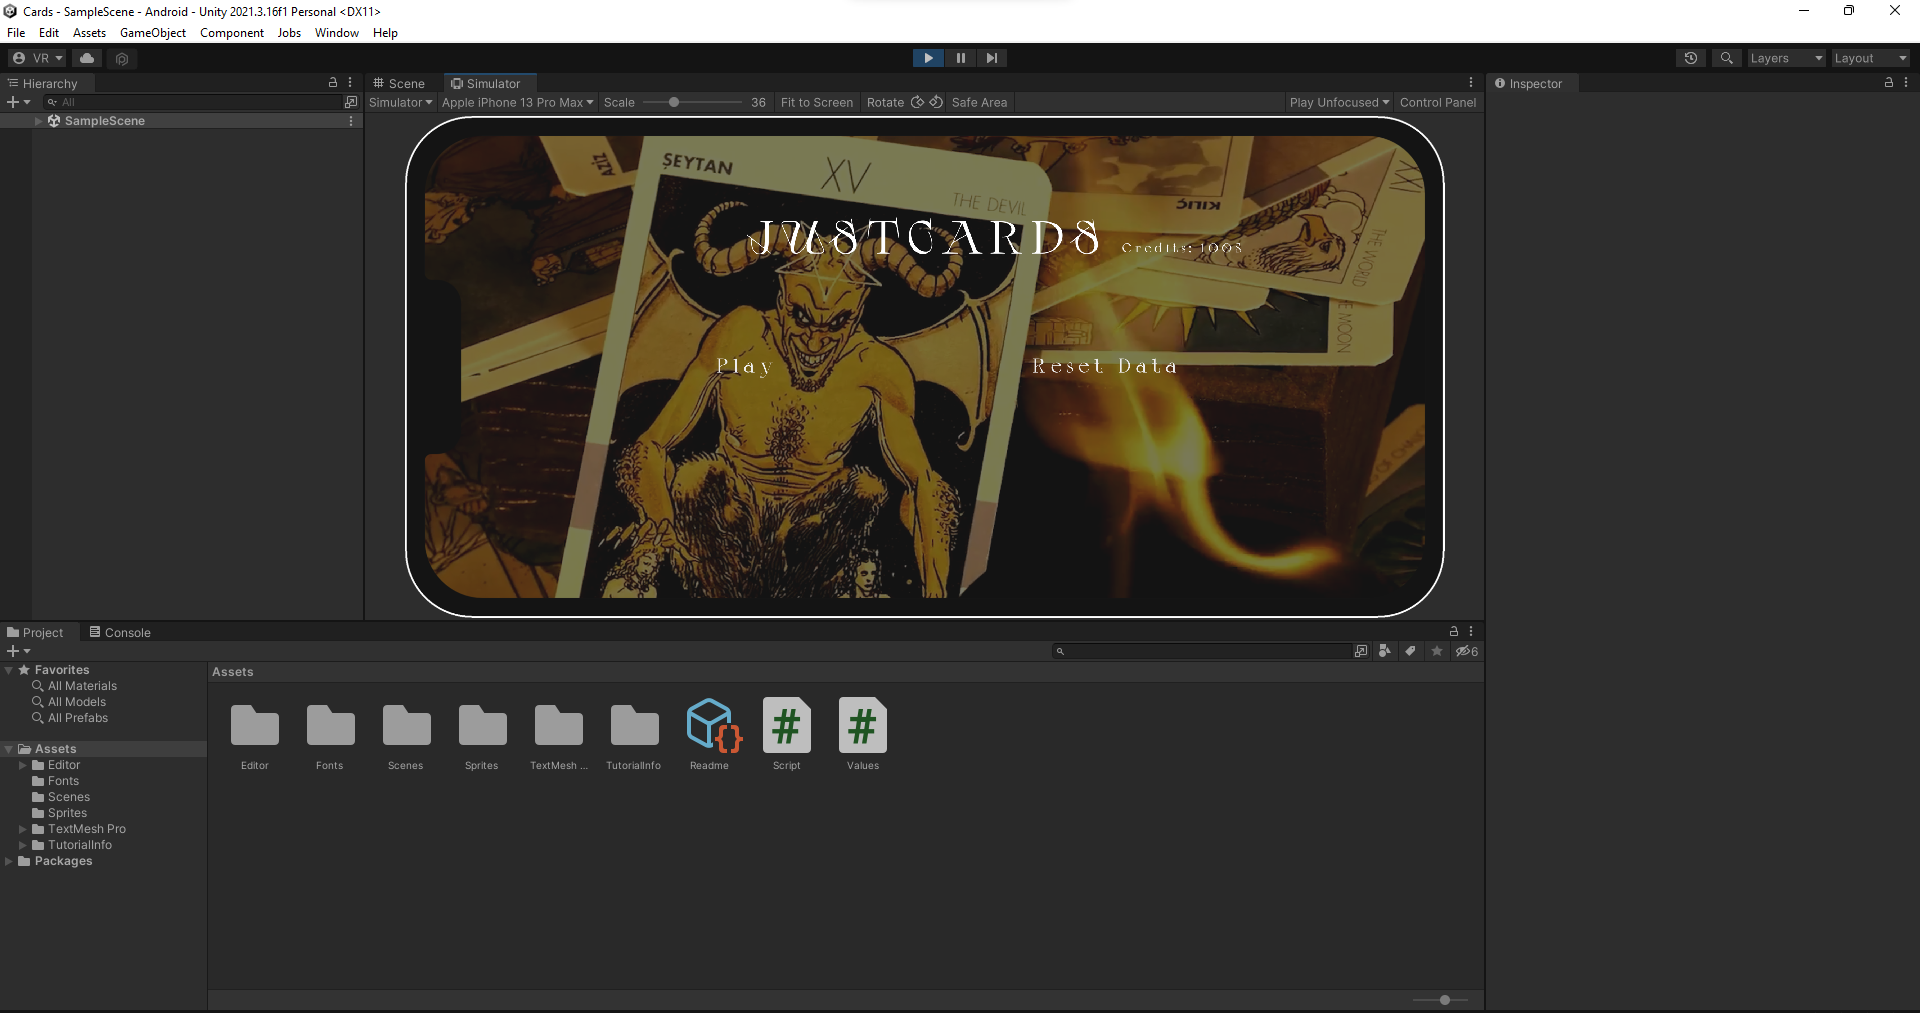 Cards - SampleScene - Android - Unity 2021.3.16f1 Personal <DX11>
File Edit Assets GameObject Component Jobs Window Help
VR
Layers
Layout
Hierarchy
All
SampleScene
Scene
Simulator
Simulator Apple iPhone 13 Pro Max Scale 36 Fit to Screen Rotate Safe Area Play Unfocused Control Panel
Inspector
ŞEYTAN
XV
THE DEVIL
AZİZ
KILIÇ
XXI
THE WORLD
THE MOON
JUSTCARDS
Credits: 100$
Play
Reset Data
Project
Console
6
Favorites
All Materials
All Models
All Prefabs
Assets
Editor
Fonts
Scenes
Sprites
TextMesh Pro
TutorialInfo
Packages
Assets
Editor
Fonts
Scenes
Sprites
TextMesh ...
TutorialInfo
Readme
Script
Values